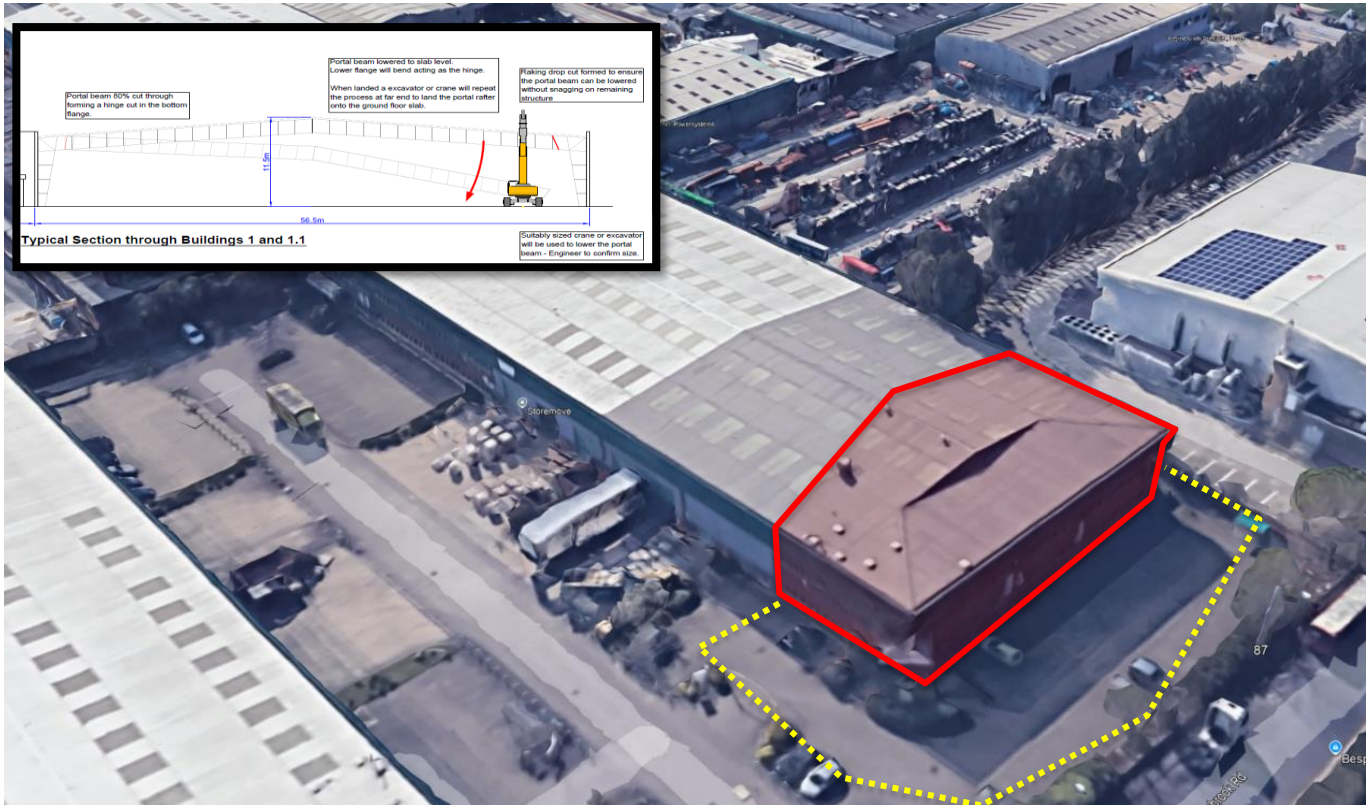 Portal beam 80% cut through
forming a hinge cut in the bottom
flange.
Portal beam lowered to slab level.
Lower flange will bend acting as the hinge.
When landed a excavator or crane will repeat
the process at far end to land the portal rafter
onto the ground floor slab.
Raking drop cut formed to ensure
the portal beam can be lowered
without snagging on remaining
structure
11.5m
56.5m
Typical Section through Buildings 1 and 1.1
Suitably sized crane or excavator
will be used to lower the portal
beam - Engineer to confirm size.
Powersystems
Storemove
87
Besp